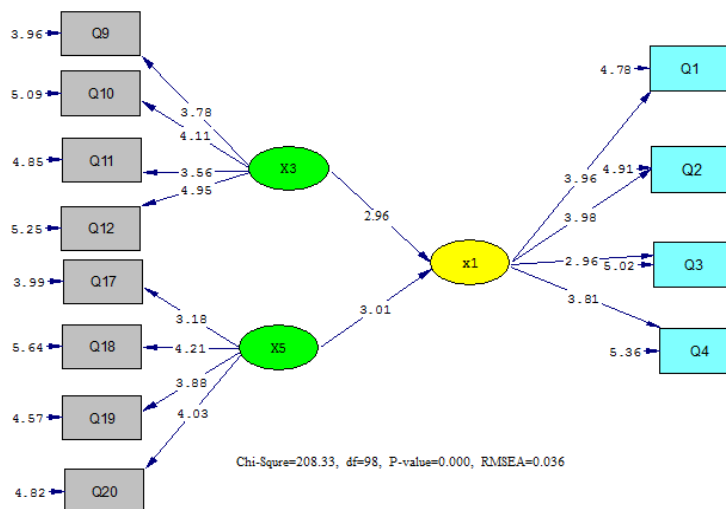 3.96 Q9
5.09 Q10
4.85 Q11
5.25 Q12
3.99 Q17
5.64 Q18
4.57 Q19
4.82 Q20
3.78
4.11
3.56
4.95
X3
3.18
4.21
3.88
4.03
X5
2.96
3.01
x1
3.96
3.98
2.96
3.81
4.78 Q1
4.91 Q2
5.02 Q3
5.36 Q4
Chi-Squre=208.33, df=98, P-value=0.000, RMSEA=0.036